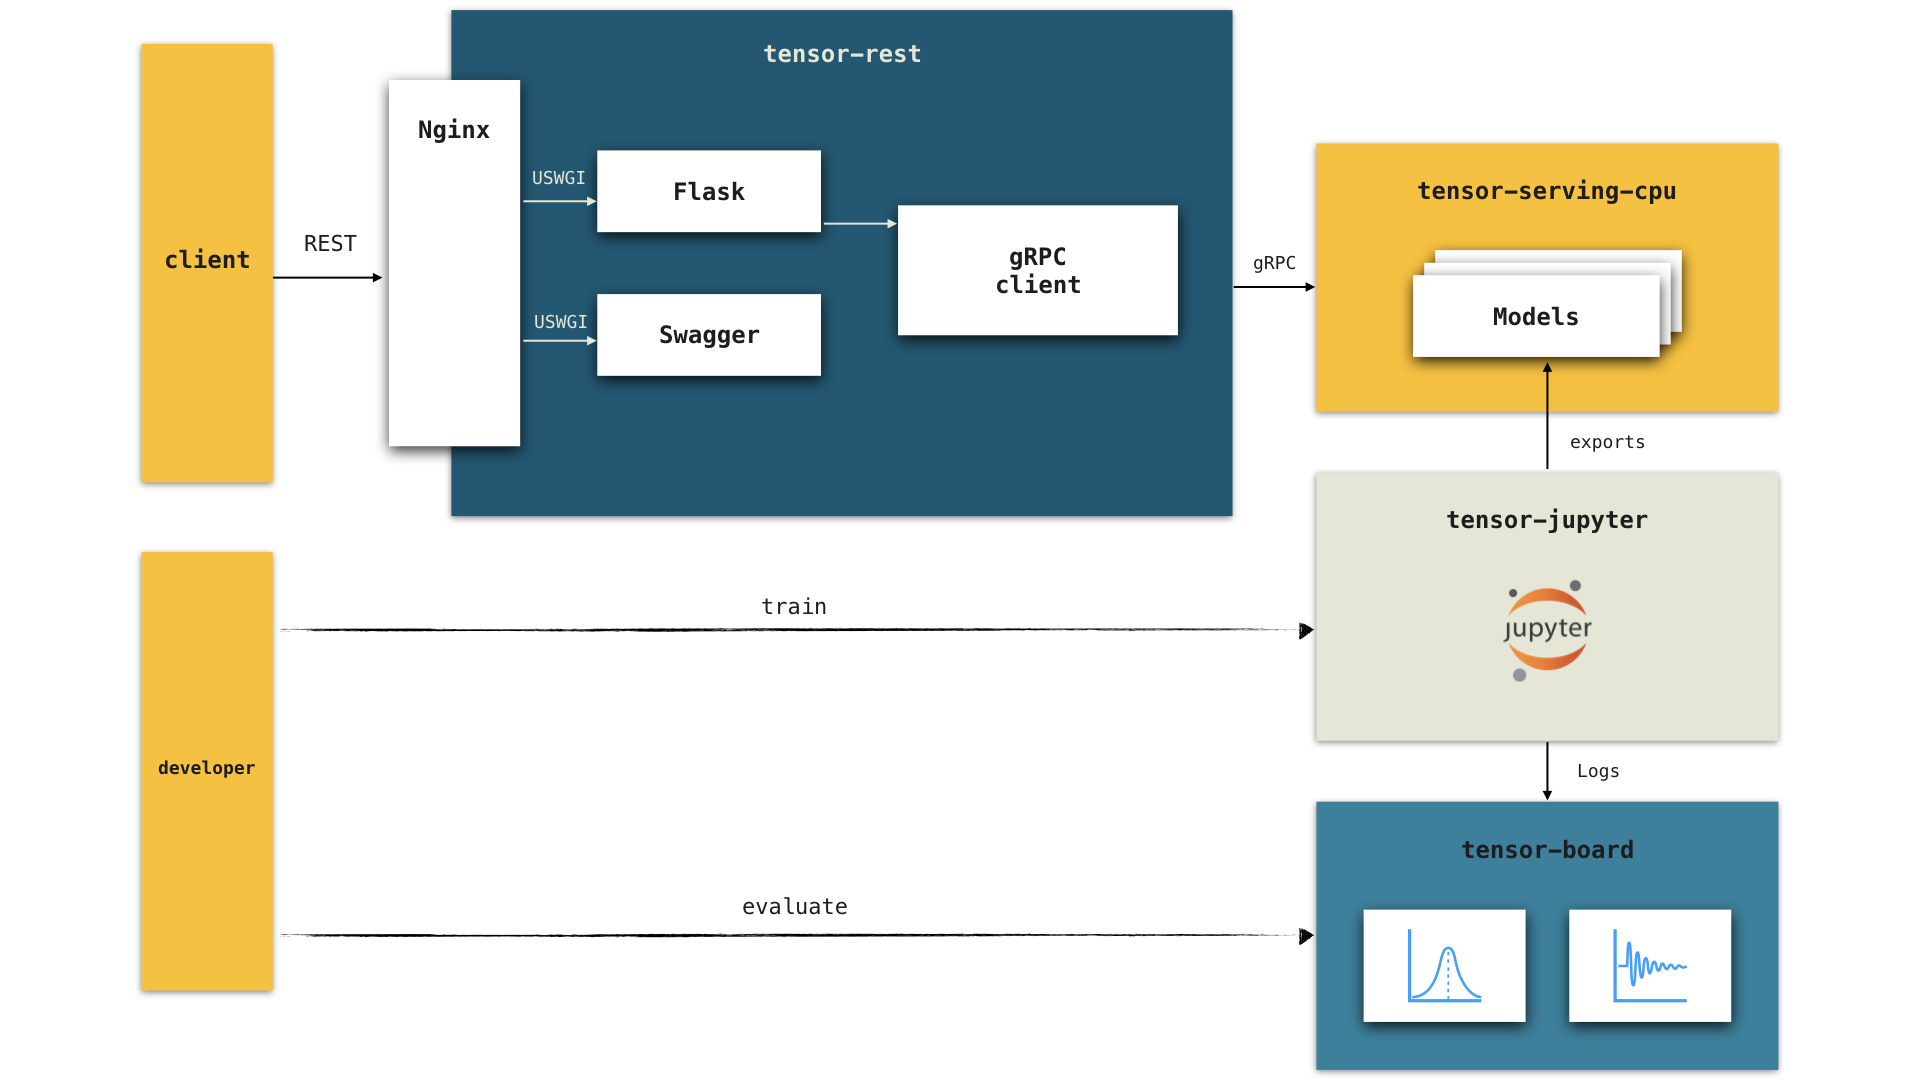 tensor-rest
client
REST
Nginx
USWGI
Flask
USWGI
Swagger
gRPC
client
gRPC
tensor-serving-cpu
Models
exports
tensor-jupyter
jupyter
Logs
developer
train
evaluate
tensor-board